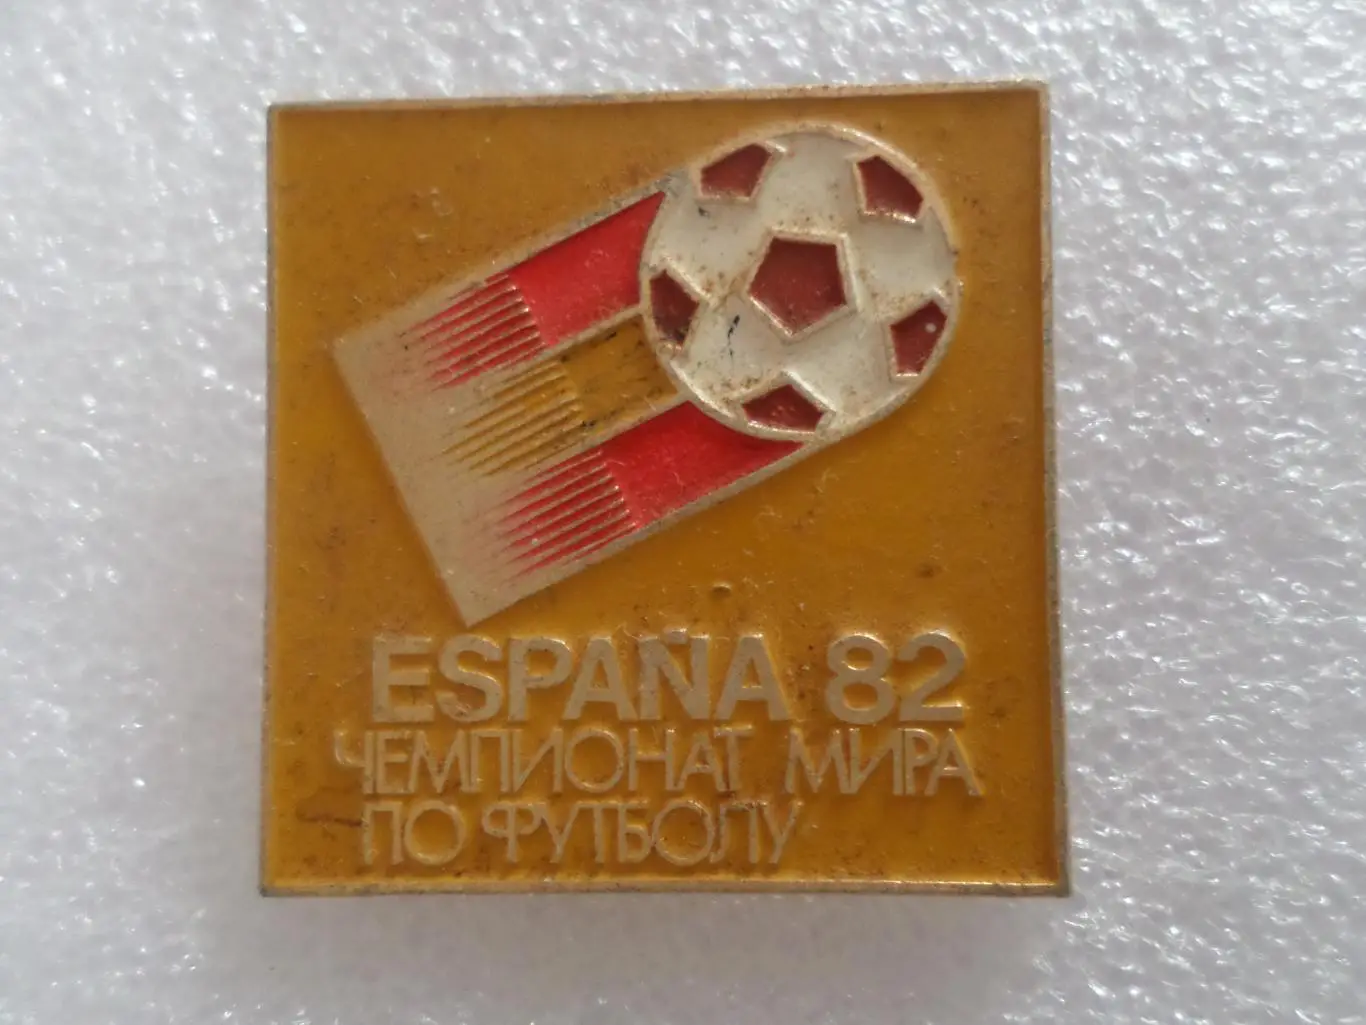 ESPAÑA 82
ЧЕМПИОНАТ МИРА
ПО ФУТБОЛУ